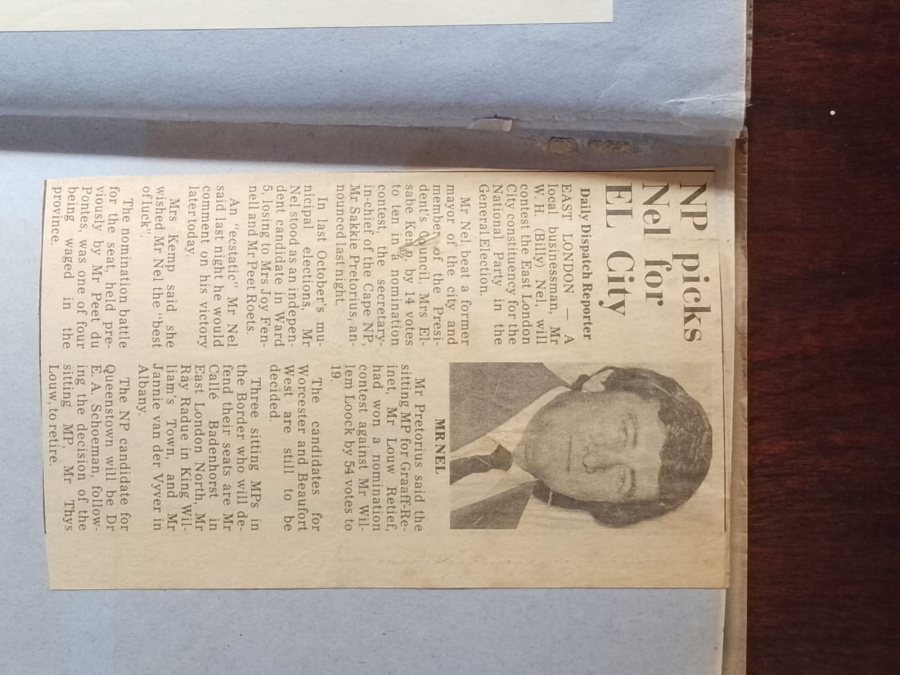 NP picks
Nel for
EL City
Daily Dispatch Reporter
EAST LONDON — A
local businessman, Mr
W. H. (Billy) Nel, will
contest the East London
City constituency for the
National Party in the
General Election.
Mr Nel beat a former
mayor of the city and
member of the Presi-
dent's Council, Mrs El-
sabe Kemp, by 14 votes
to ten in a nomination
contest, the secretary-
in-chief of the Cape NP,
Mr Sakkie Pretorius, an-
nounced last night.
In last October's mu-
nicipal elections, Mr
Nel stood as an indepen-
dent candidate in Ward
5, losing to Mrs Joy Fen-
nell and Mr Peet Roets.
An "ecstatic" Mr Nel
said last night he would
comment on his victory
later today.
Mrs Kemp said she
wished Mr Nel the "best
of luck".
The nomination battle
for the seat, held pre-
viously by Mr Peet du
Pontes, was one of four
being waged in the
province.
MR NEL
Mr Pretorius said the
sitting MP for Graaff-Re-
inet, Mr Louw Retief,
had won a nomination
contest against Mr Wil-
lem Loock by 54 votes to
19.
The candidates for
Worcester and Beaufort
West are still to be
decided.
Three sitting MPs in
the Border who will de-
fend their seats are Mr
Callé Badenhorst in
East London North, Mr
Ray Radue in King Wil-
liam's Town, and Mr
Jannie van der Vyver in
Albany.
The NP candidate for
Queenstown will be Dr
E. A. Schoeman, follow-
ing the decision of the
sitting MP, Mr Thys
Louw, to retire.